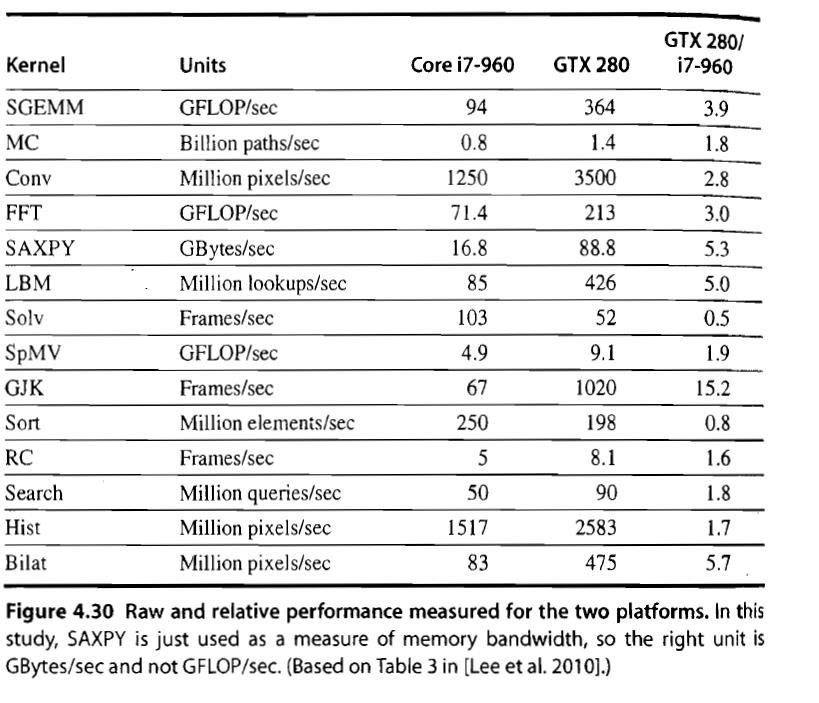 Kernel Units Core i7-960 GTX 280 GTX 280/ i7-960
SGEMM GFLOP/sec 94 364 3.9
MC Billion paths/sec 0.8 1.4 1.8
Conv Million pixels/sec 1250 3500 2.8
FFT GFLOP/sec 71.4 213 3.0
SAXPY GBytes/sec 16.8 88.8 5.3
LBM Million lookups/sec 85 426 5.0
Solv Frames/sec 103 52 0.5
SpMV GFLOP/sec 4.9 9.1 1.9
GJK Frames/sec 67 1020 15.2
Sort Million elements/sec 250 198 0.8
RC Frames/sec 5 8.1 1.6
Search Million queries/sec 50 90 1.8
Hist Million pixels/sec 1517 2583 1.7
Bilat Million pixels/sec 83 475 5.7
Figure 4.30 Raw and relative performance measured for the two platforms. In this
study, SAXPY is just used as a measure of memory bandwidth, so the right unit is
GBytes/sec and not GFLOP/sec. (Based on Table 3 in [Lee et al. 2010].)